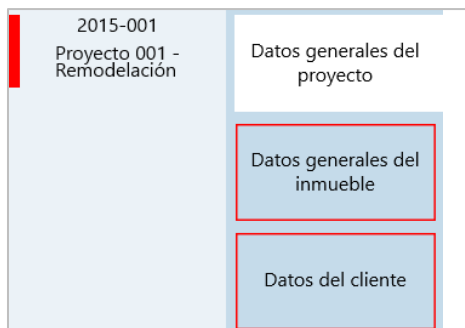 2015-001
Proyecto 001 -
Remodelación
Datos generales del
proyecto
Datos generales del
inmueble
Datos del cliente